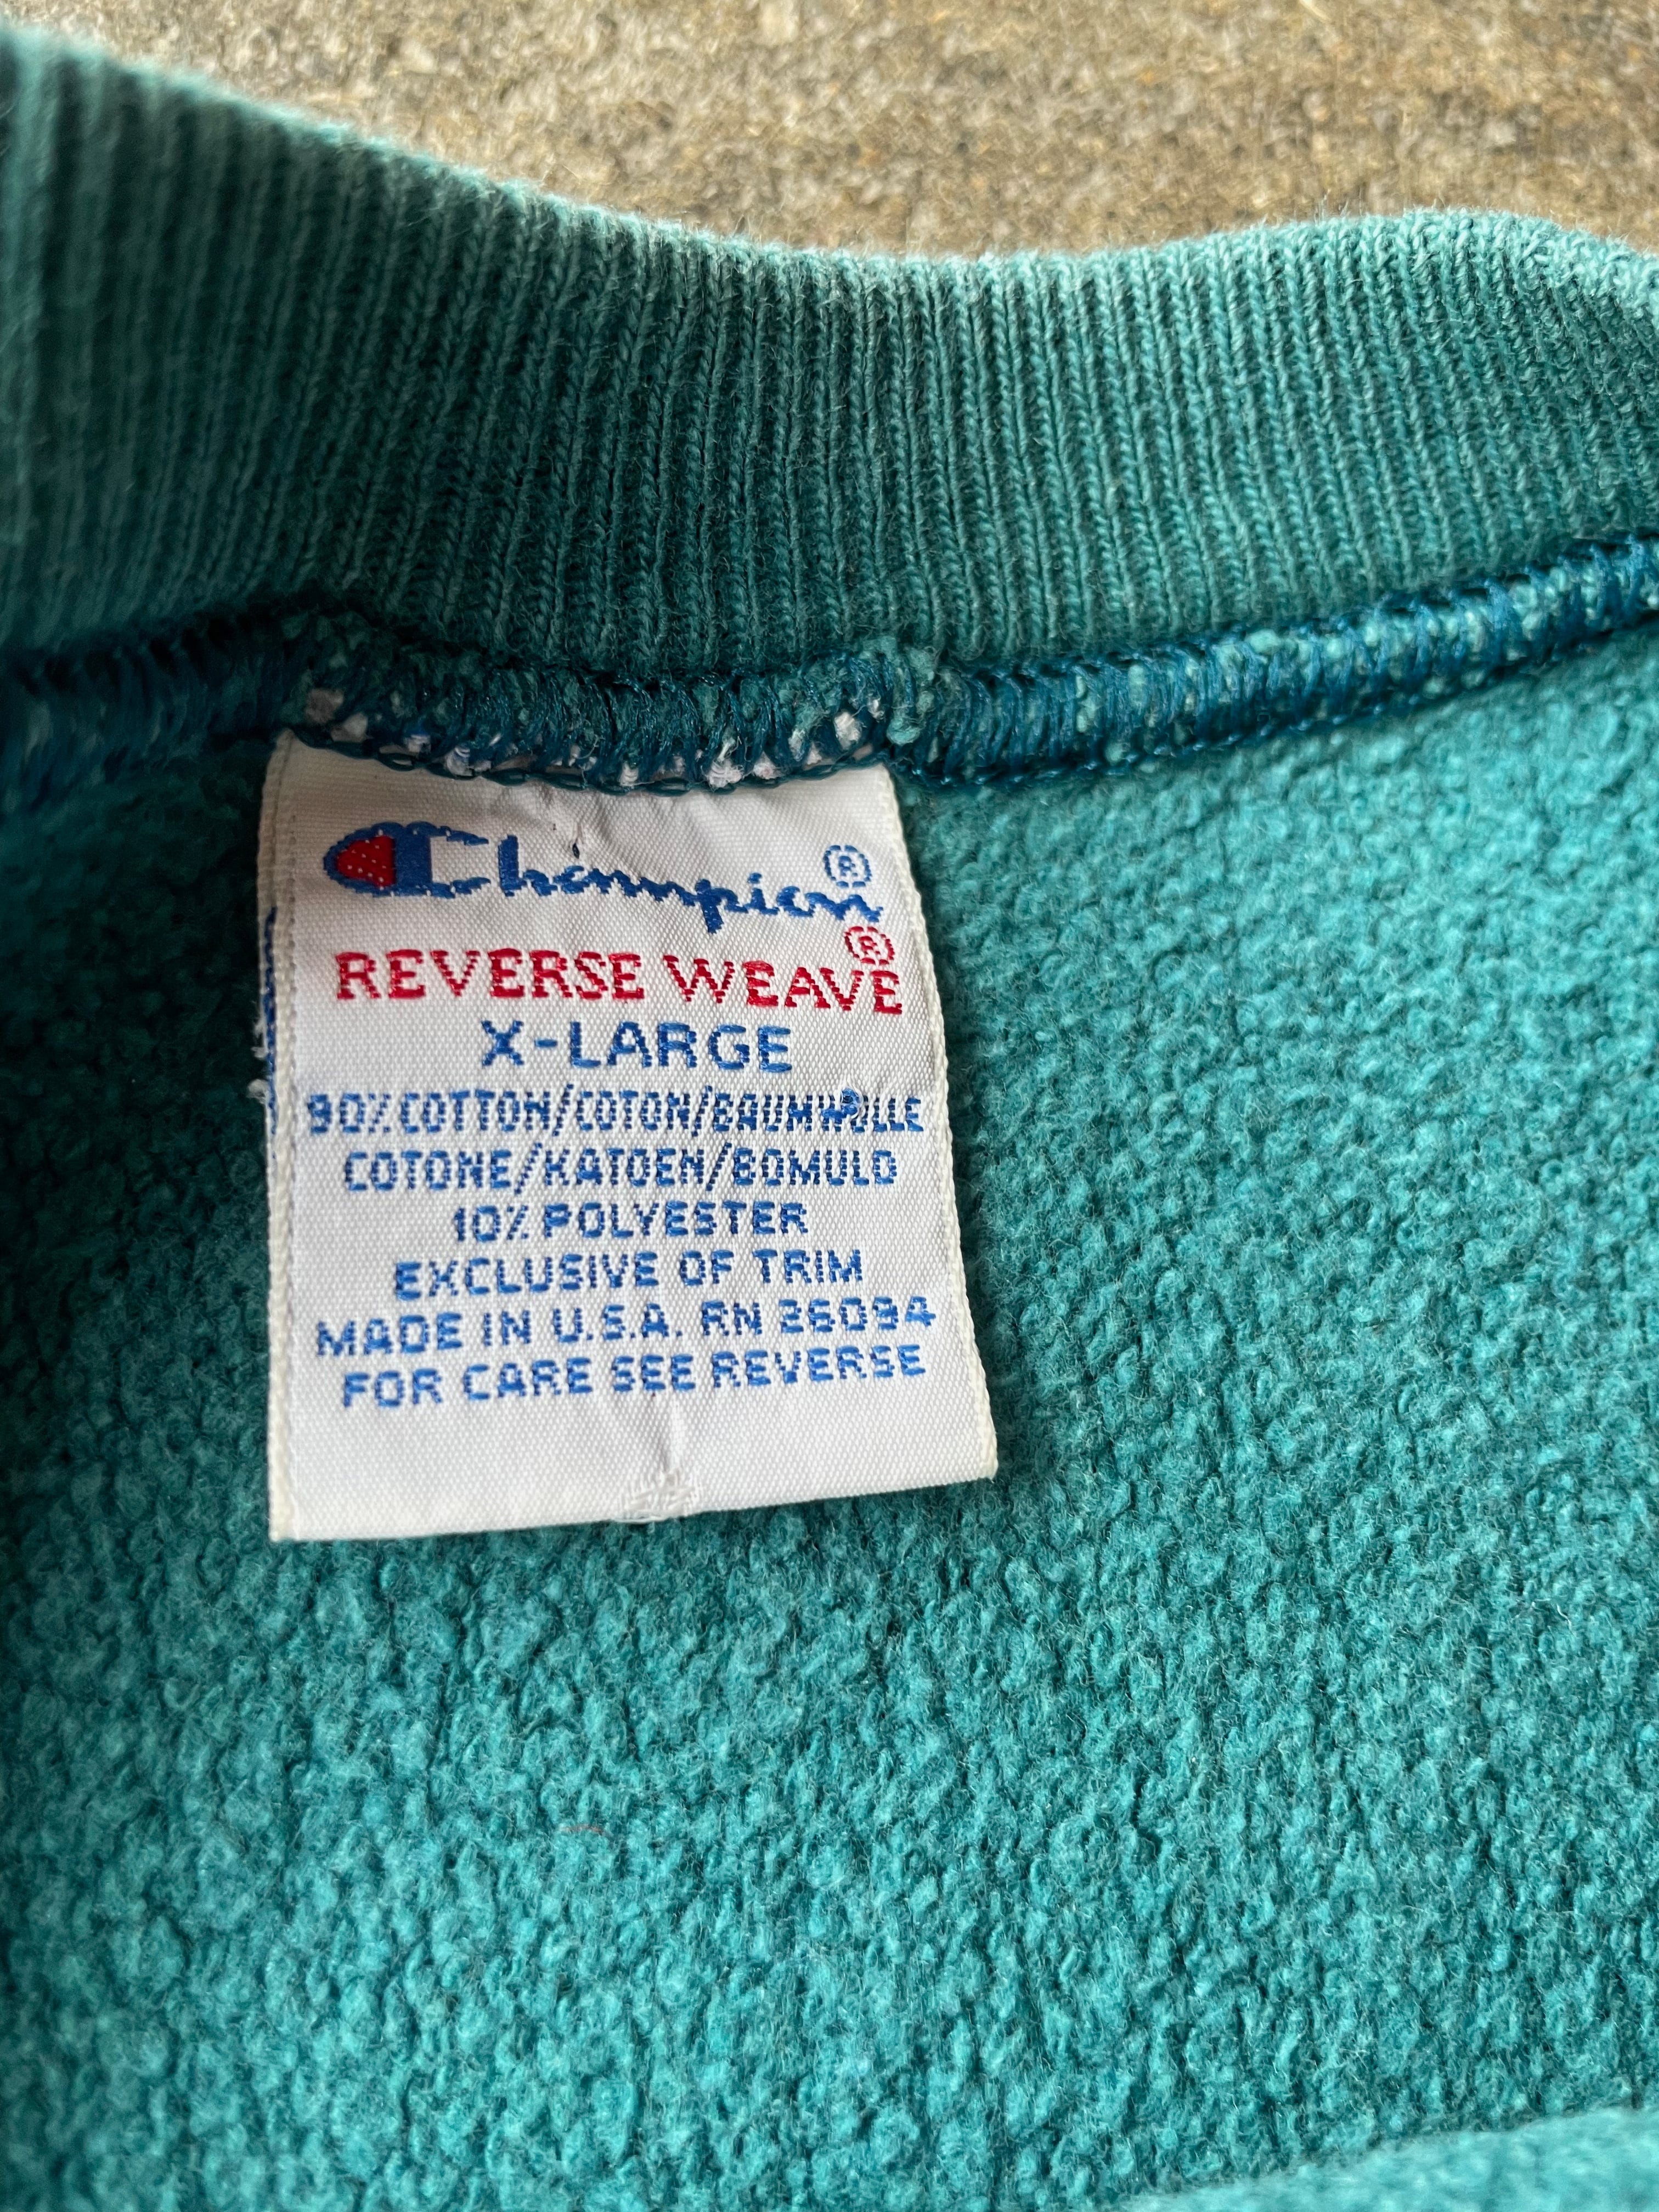 Champion®
REVERSE WEAVE®
X-LARGE
90% COTTON/COTON/BAUMWOLLE
COTONE/KATOEN/BOMULD
10% POLYESTER
EXCLUSIVE OF TRIM
MADE IN U.S.A. RN 26094
FOR CARE SEE REVERSE